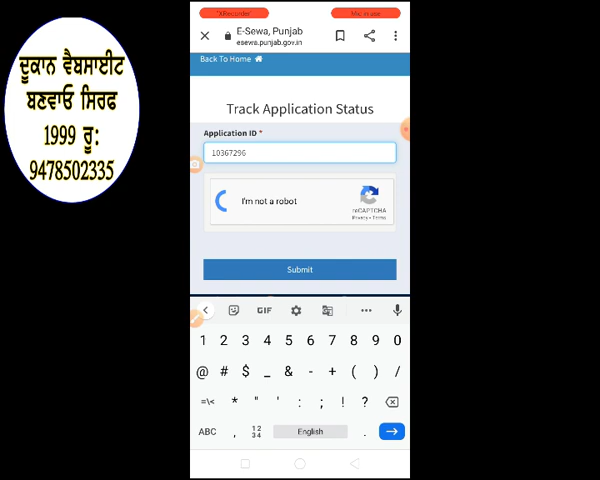 XRecorder
Mic in use
E-Sewa, Punjab
esewa.punjab.gov.in
Back To Home
ਦੂਕਾਨ ਵੈਬਸਾਈਟ
ਬਣਵਾਓ ਸਿਰਫ
1999 ਰੂ:
9478502335
Track Application Status
Application ID *
10367296
I'm not a robot
reCAPTCHA
Privacy - Terms
Submit
GIF
1 2 3 4 5 6 7 8 9 0
@ # $ _ & - + ( ) /
=\< * " ' : ; ! ?
ABC , 12 34 English .